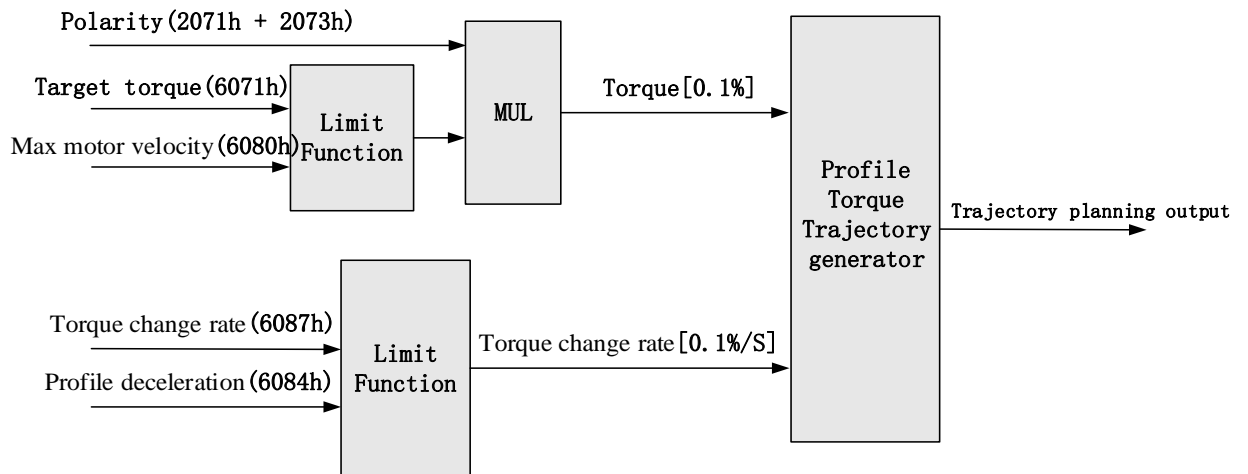 Polarity(2071h + 2073h)
Target torque(6071h)
Max motor velocity(6080h)
Limit
Function
MUL
Torque[0.1%]
Profile
Torque
Trajectory
generator
Trajectory planning output
Torque change rate(6087h)
Profile deceleration(6084h)
Limit
Function
Torque change rate[0.1%/S]